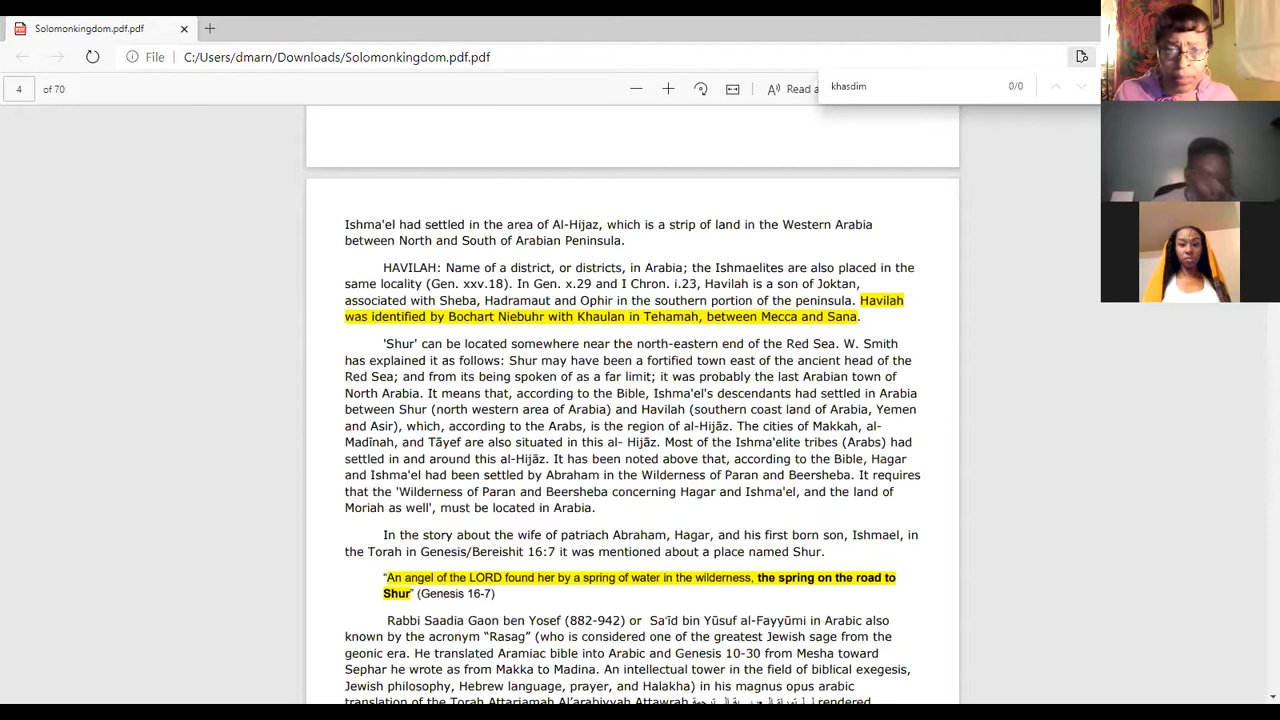 Solomonkingdom.pdf.pdf
File C:/Users/dmarn/Downloads/Solomonkingdom.pdf.pdf
4 of 70 Read a khasdim 0/0
Ishma'el had settled in the area of Al-Hijaz, which is a strip of land in the Western Arabia
between North and South of Arabian Peninsula.
HAVILAH: Name of a district, or districts, in Arabia; the Ishmaelites are also placed in the
same locality (Gen. xxv.18). In Gen. x.29 and I Chron. i.23, Havilah is a son of Joktan,
associated with Sheba, Hadramaut and Ophir in the southern portion of the peninsula. Havilah
was identified by Bochart Niebuhr with Khaulan in Tehamah, between Mecca and Sana.
'Shur' can be located somewhere near the north-eastern end of the Red Sea. W. Smith
has explained it as follows: Shur may have been a fortified town east of the ancient head of the
Red Sea; and from its being spoken of as a far limit; it was probably the last Arabian town of
North Arabia. It means that, according to the Bible, Ishma'el's descendants had settled in Arabia
between Shur (north western area of Arabia) and Havilah (southern coast land of Arabia, Yemen
and Asir), which, according to the Arabs, is the region of al-Hijāz. The cities of Makkah, al-
Madīnah, and Tāyef are also situated in this al- Hijāz. Most of the Ishma'elite tribes (Arabs) had
settled in and around this al-Hijāz. It has been noted above that, according to the Bible, Hagar
and Ishma'el had been settled by Abraham in the Wilderness of Paran and Beersheba. It requires
that the 'Wilderness of Paran and Beersheba concerning Hagar and Ishma'el, and the land of
Moriah as well', must be located in Arabia.
In the story about the wife of patriach Abraham, Hagar, and his first born son, Ishmael, in
the Torah in Genesis/Bereishit 16:7 it was mentioned about a place named Shur.
“An angel of the LORD found her by a spring of water in the wilderness, the spring on the road to
Shur” (Genesis 16-7)
Rabbi Saadia Gaon ben Yosef (882-942) or Sa'īd bin Yūsuf al-Fayyūmi in Arabic also
known by the acronym “Rasag” (who is considered one of the greatest Jewish sage from the
geonic era. He translated Aramiac bible into Arabic and Genesis 10-30 from Mesha toward
Sephar he wrote as from Makka to Madina. An intellectual tower in the field of biblical exegesis,
Jewish philosophy, Hebrew language, prayer, and Halakha) in his magnus opus arabic
translation of the Torah Attarjamah Al'arabiyyah Attawrah rendered